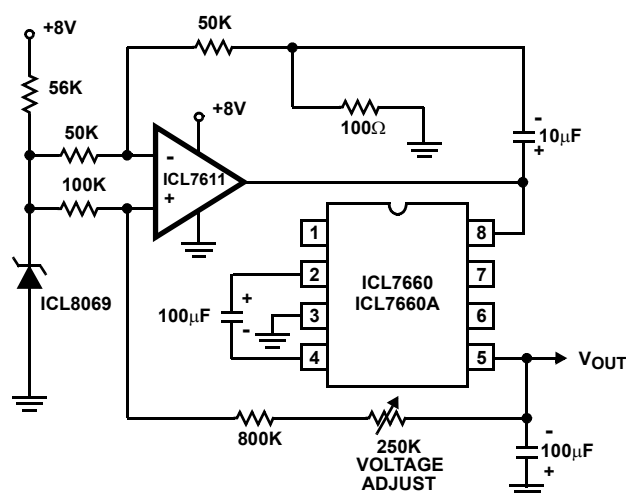 +8V
50K
56K
+8V
50K
-
100Ω
-
10µF
+
100K
ICL7611
+
1
8
2
ICL7660
ICL7660A
7
ICL8069
100µF
+
-
3
6
4
5
VOUT
800K
250K
VOLTAGE
ADJUST
-
100µF
+